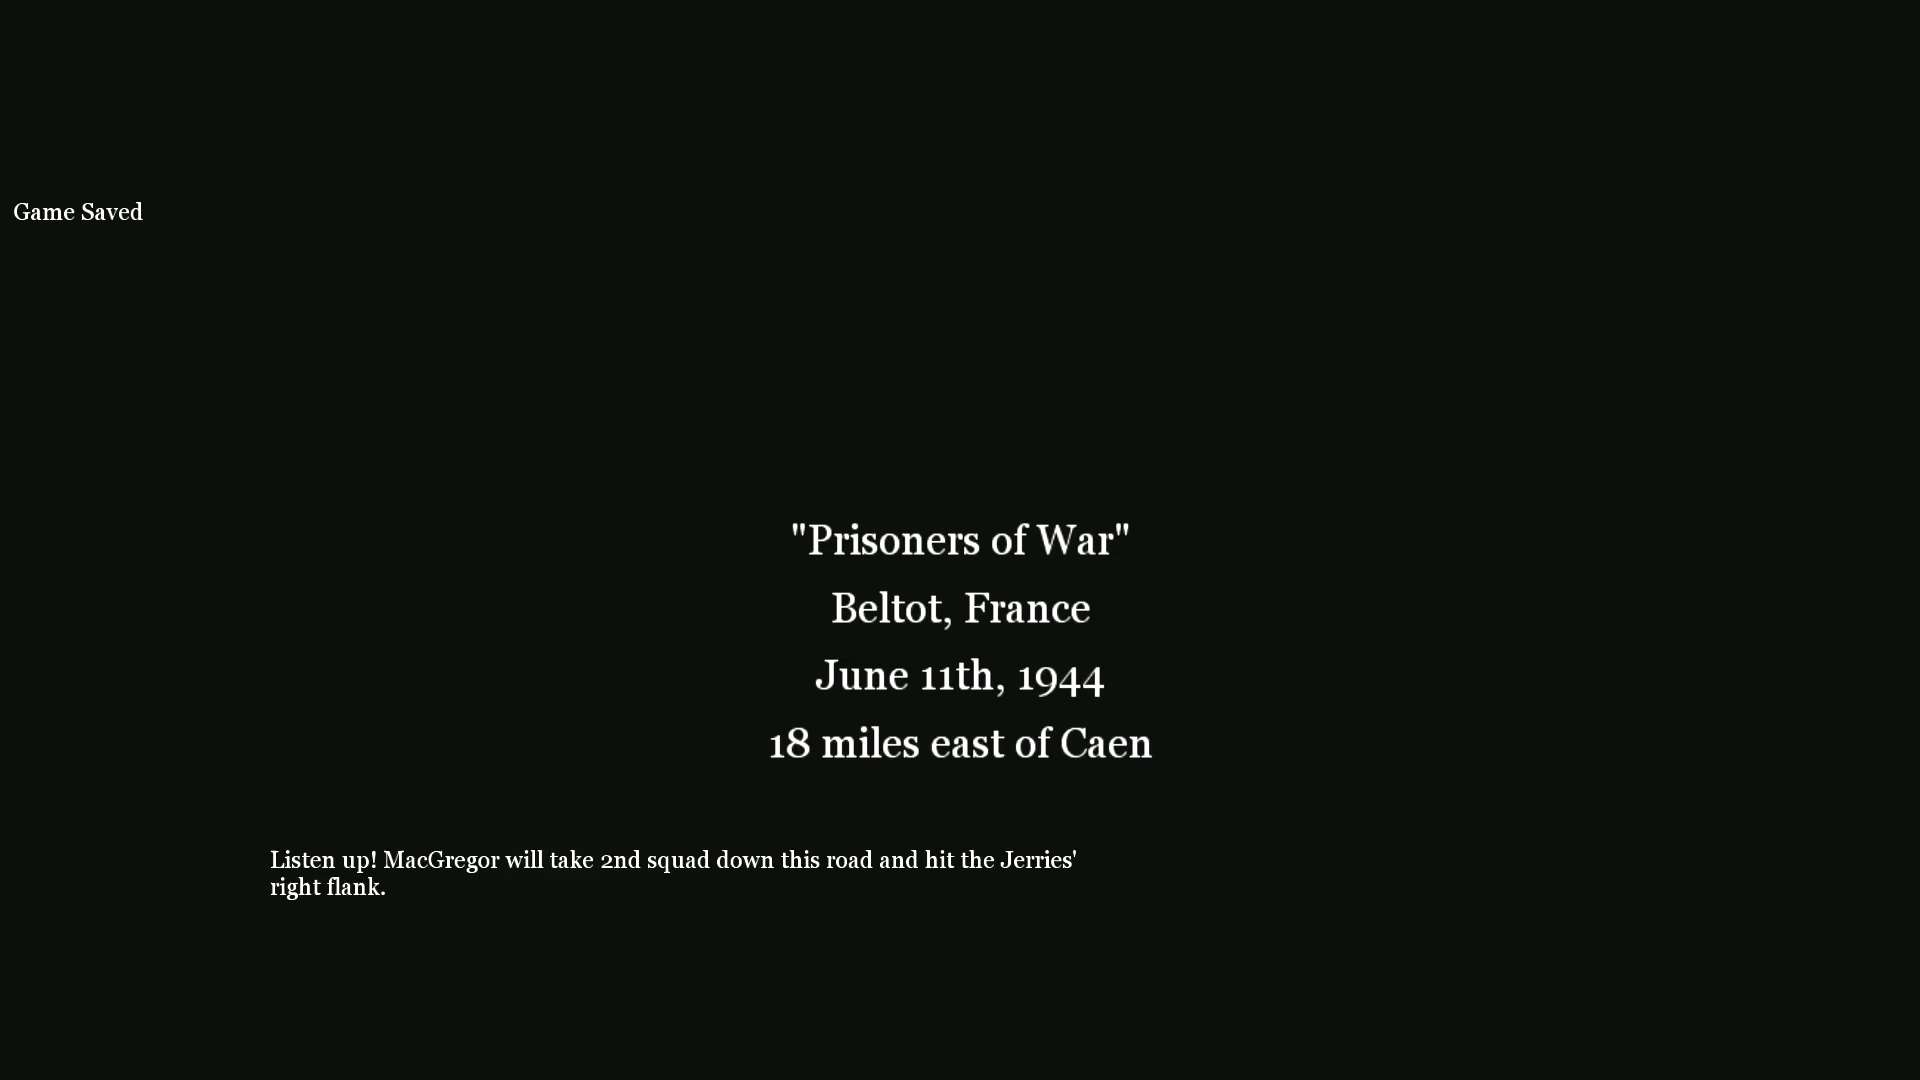 Game Saved
"Prisoners of War"
Beltot, France
June 11th, 1944
18 miles east of Caen
Listen up! MacGregor will take 2nd squad down this road and hit the Jerries'
right flank.